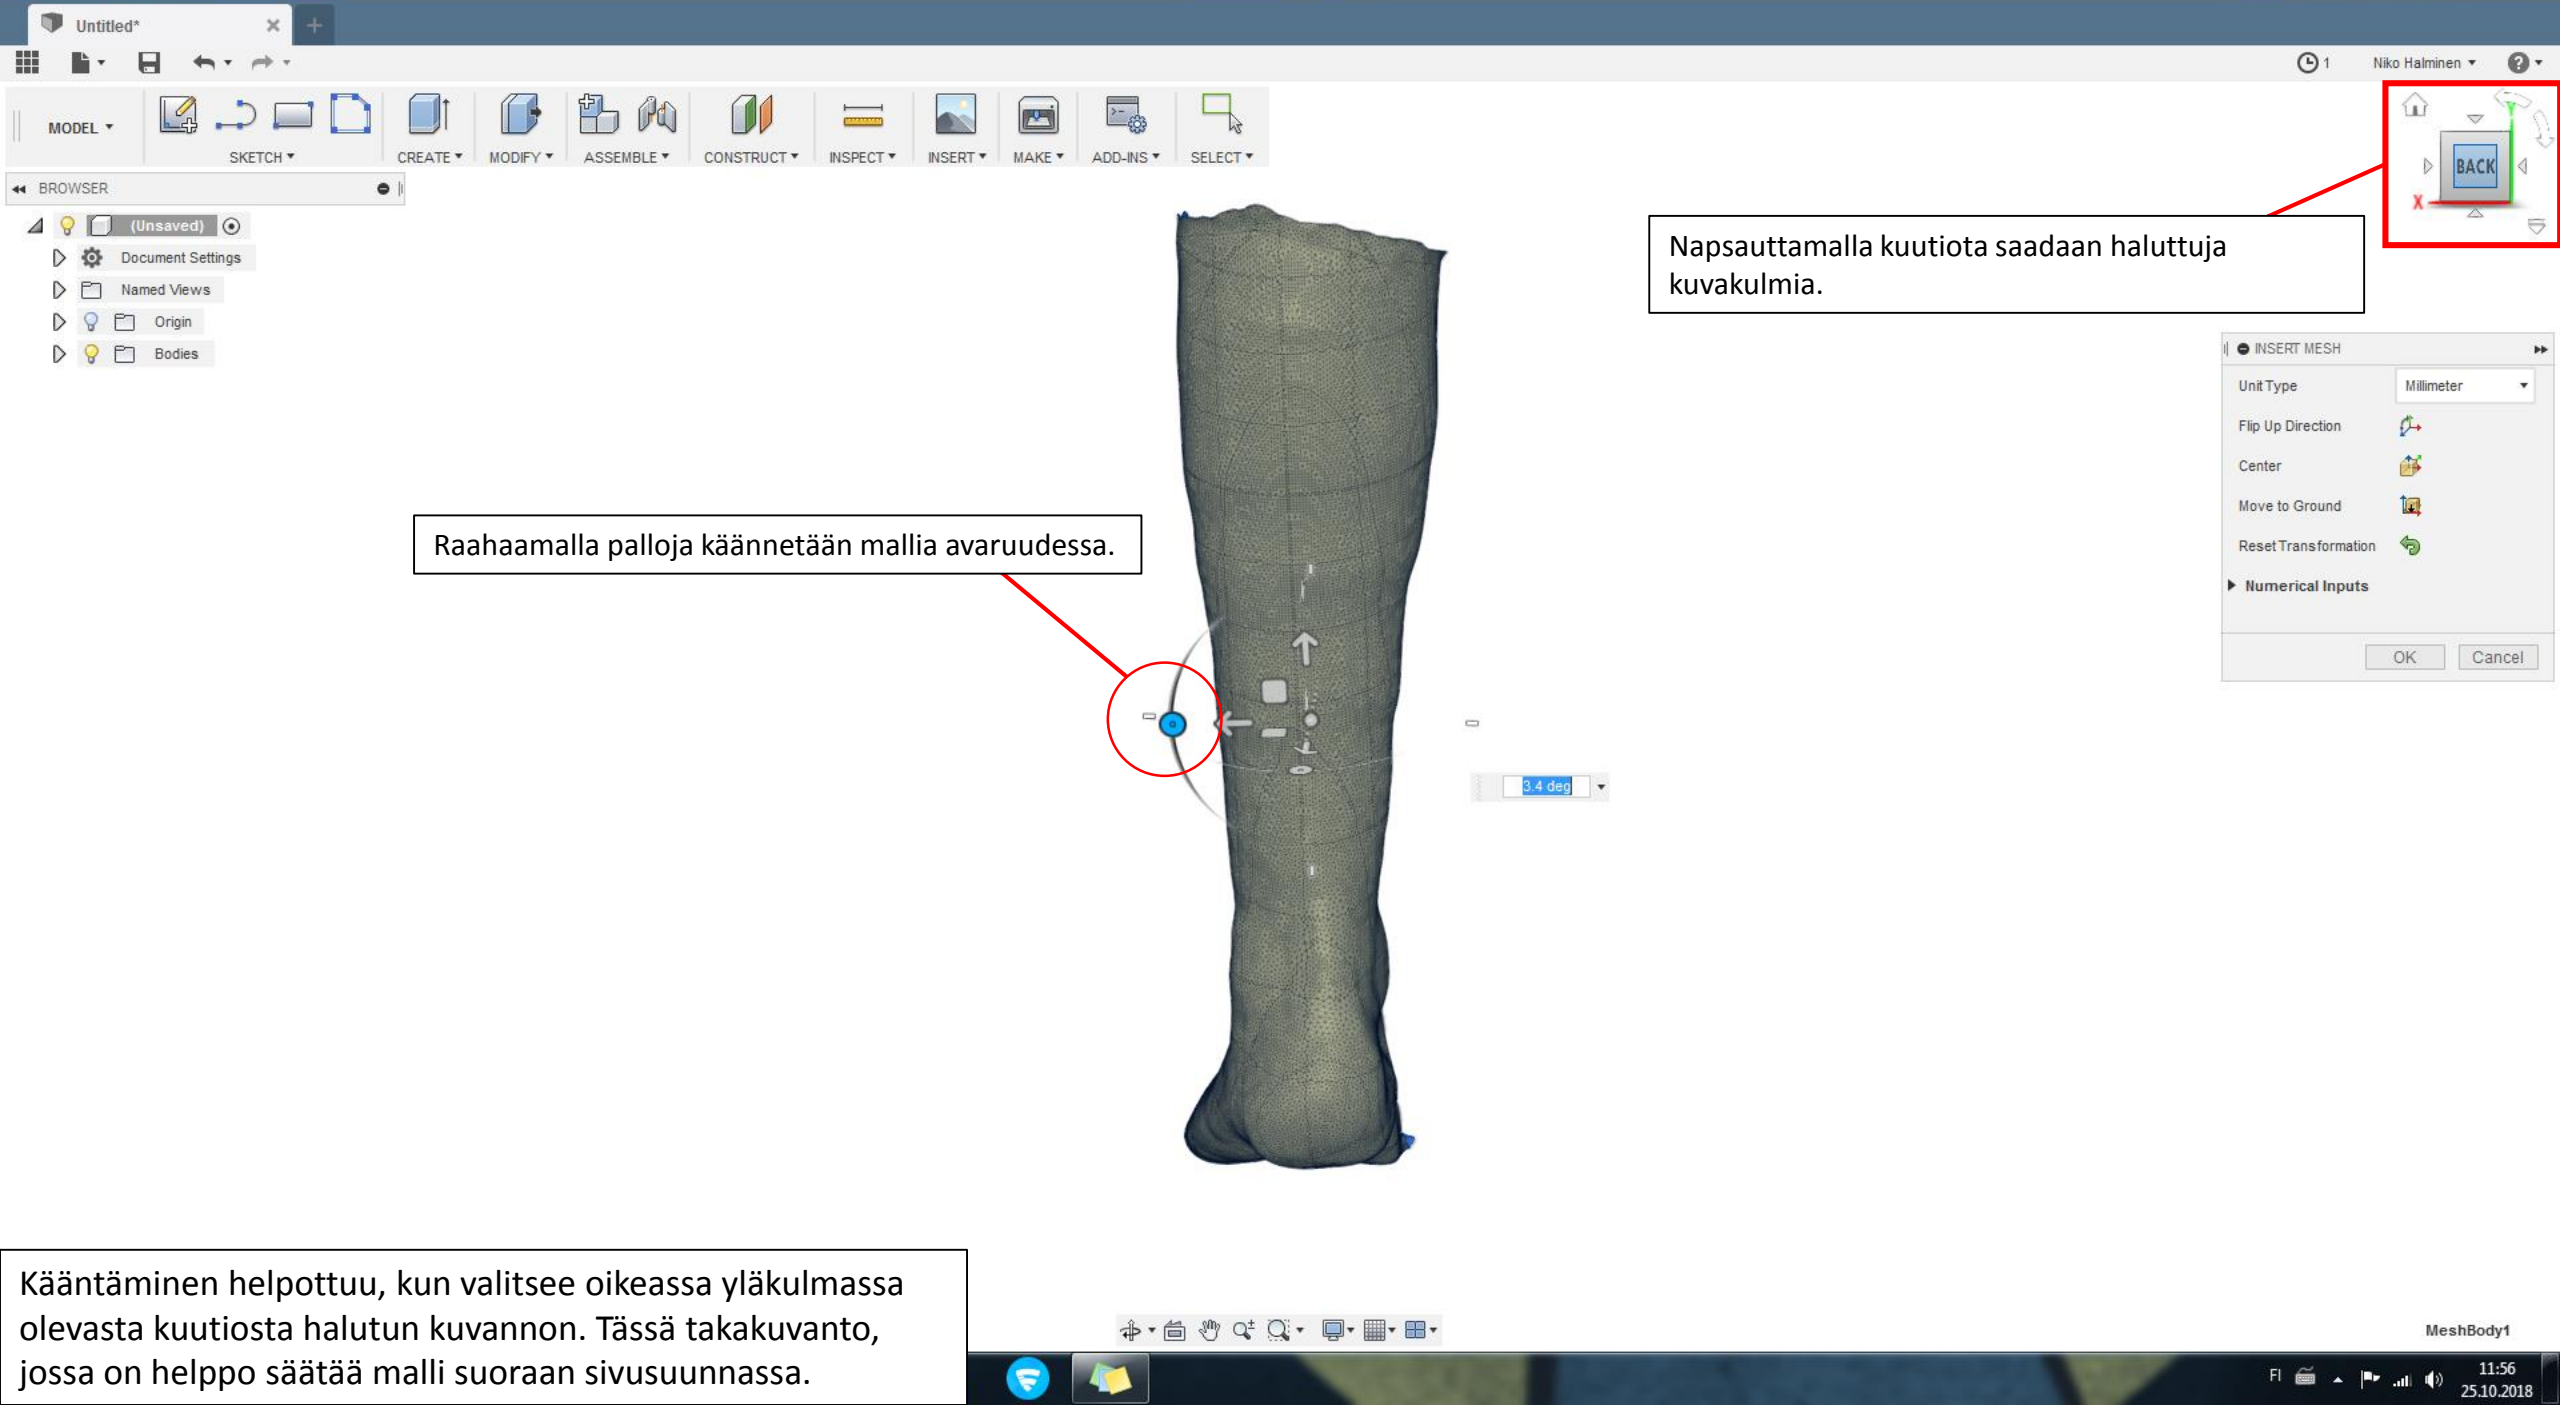 Untitled*
1 Niko Halminen
MODEL
SKETCH CREATE MODIFY ASSEMBLE CONSTRUCT INSPECT INSERT MAKE ADD-INS SELECT
BACK
X
Y
BROWSER
(Unsaved)
Document Settings
Named Views
Origin
Bodies
Napsauttamalla kuutiota saadaan haluttuja
kuvakulmia.
INSERT MESH
Unit Type Millimeter
Flip Up Direction
Center
Move to Ground
Reset Transformation
Numerical Inputs
OK Cancel
Raahaamalla palloja käännetään mallia avaruudessa.
3.4 deg
Kääntäminen helpottuu, kun valitsee oikeassa yläkulmassa
olevasta kuutiosta halutun kuvannon. Tässä takakuvanto,
jossa on helppo säätää malli suoraan sivusuunnassa.
MeshBody1
FI 11:56
25.10.2018